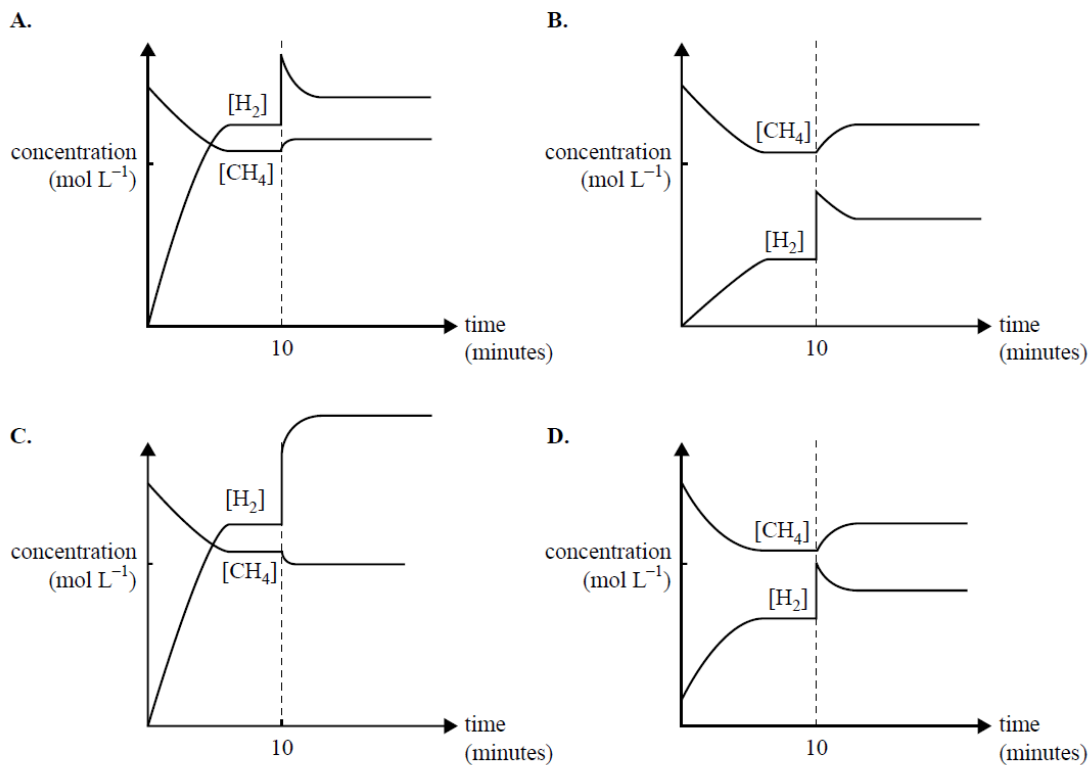 A.
[H₂]
concentration
(mol L⁻¹)
[CH₄]
time
10
(minutes)
B.
[CH₄]
concentration
(mol L⁻¹)
[H₂]
time
10
(minutes)
C.
[H₂]
concentration
(mol L⁻¹)
[CH₄]
time
10
(minutes)
D.
[CH₄]
concentration
(mol L⁻¹)
[H₂]
time
10
(minutes)